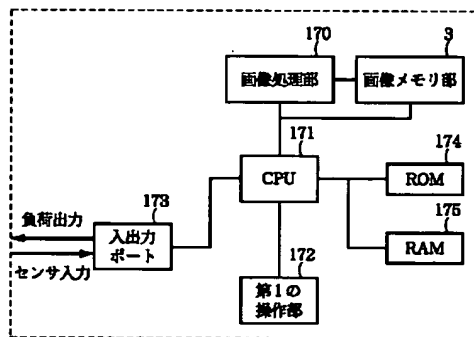 170
3
画像処理部
画像メモリ部
171
CPU
174
ROM
173
負荷出力
入出力
ポート
センサ入力
175
RAM
172
第1の
操作部